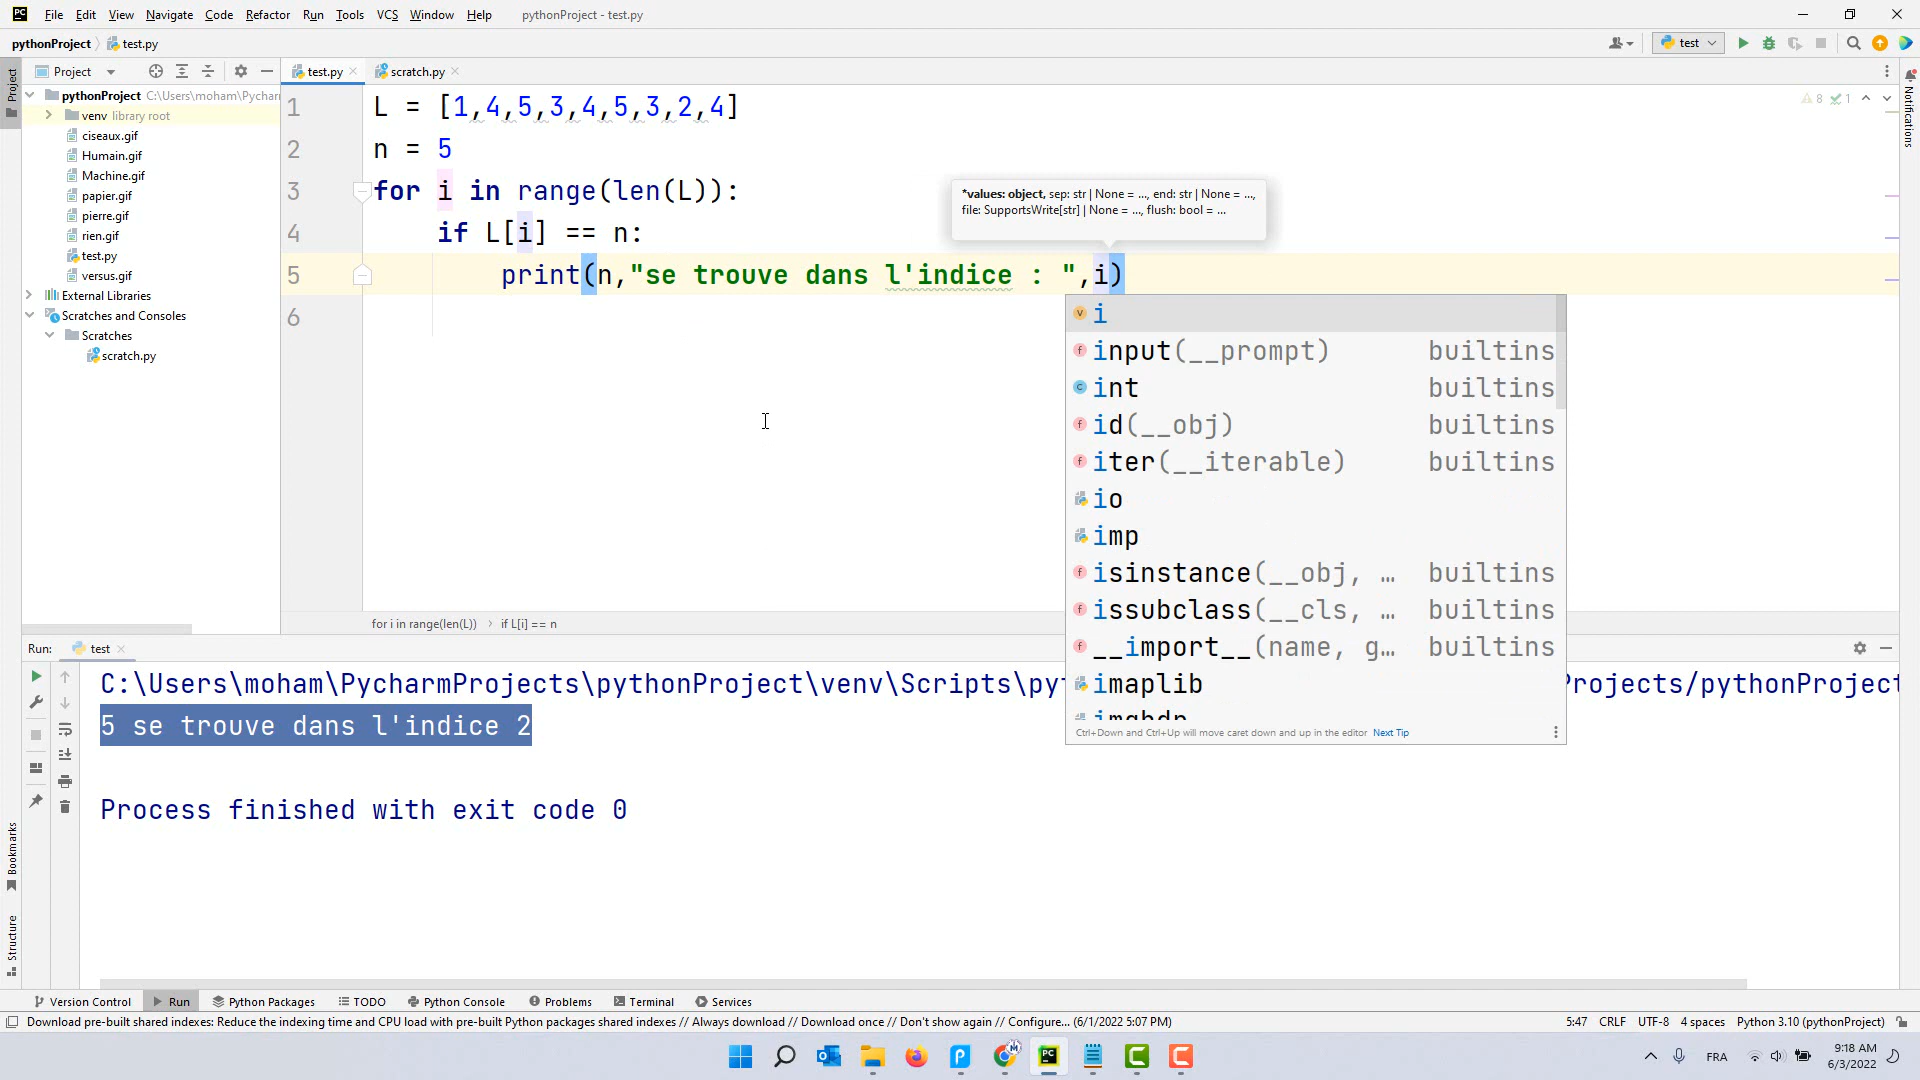 File Edit View Navigate Code Refactor Run Tools VCS Window Help pythonProject - test.py
pythonProject test.py test
Project
Project
test.py scratch.py
Notifications
pythonProject C:\Users\moham\Pychar
venv library root
ciseaux.gif
Humain.gif
Machine.gif
papier.gif
pierre.gif
rien.gif
test.py
versus.gif
External Libraries
Scratches and Consoles
Scratches
scratch.py
8 1
1 L = [1,4,5,3,4,5,3,2,4]
2 n = 5
3 for i in range(len(L)):
4 if L[i] == n:
5 print(n,"se trouve dans l'indice : ",i)
6
*values: object, sep: str | None = ..., end: str | None = ...,
file: SupportsWrite[str] | None = ..., flush: bool = ...
i
input(__prompt) builtins
int builtins
id(__obj) builtins
iter(__iterable) builtins
io
imp
isinstance(__obj, … builtins
issubclass(__cls, … builtins
__import__(name, g… builtins
imaplib
imghdr
Ctrl+Down and Ctrl+Up will move caret down and up in the editor Next Tip
for i in range(len(L)) if L[i] == n
Run: test
C:\Users\moham\PycharmProjects\pythonProject\venv\Scripts\py
Projects/pythonProject
5 se trouve dans l'indice 2
Process finished with exit code 0
Bookmarks
Structure
Version Control Run Python Packages TODO Python Console Problems Terminal Services
Download pre-built shared indexes: Reduce the indexing time and CPU load with pre-built Python packages shared indexes // Always download // Download once // Don't show again // Configure... (6/1/2022 5:07 PM) 5:47 CRLF UTF-8 4 spaces Python 3.10 (pythonProject)
FRA
9:18 AM
6/3/2022